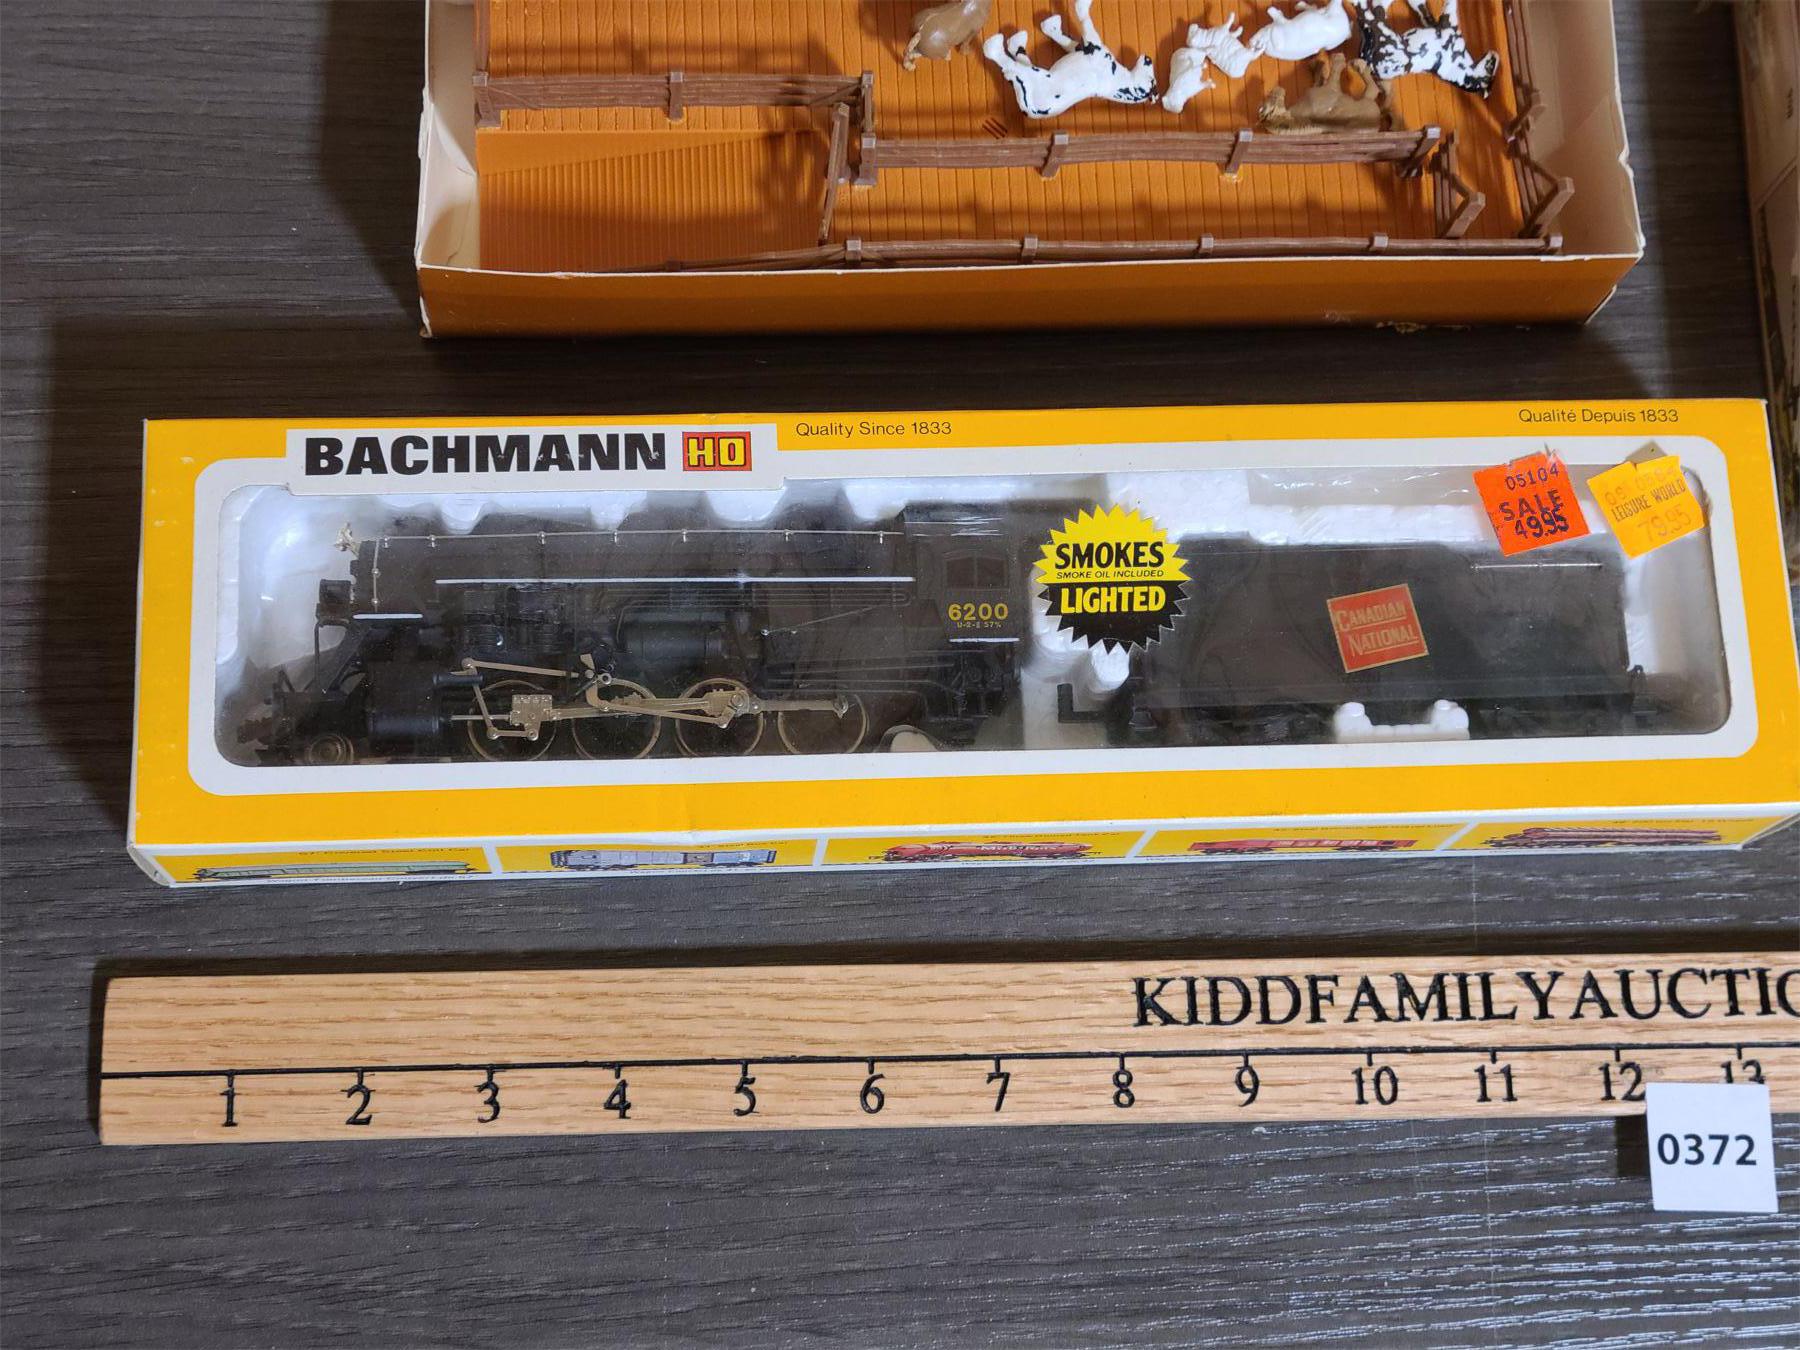 BACHMANN HO
Quality Since 1833
Qualité Depuis 1833
05104
SALE
49.95
LEISURE WORLD
79.95
SMOKES
SMOKE OIL INCLUDED
LIGHTED
6200
CANADIAN
NATIONAL
KIDDFAMILYAUCTIO
1 2 3 4 5 6 7 8 9 10 11 12 13
0372